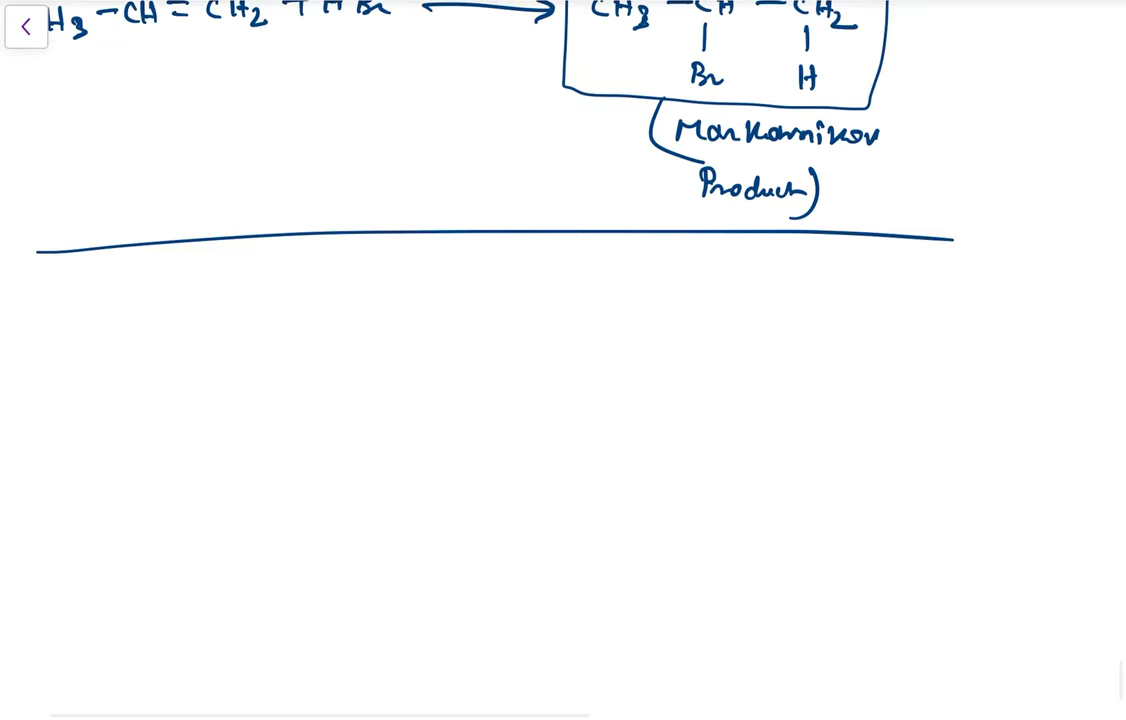 H3 - CH = CH2 + HBr → CH3 - CH - CH2
| |
Br H
(Markovnikov
Product)